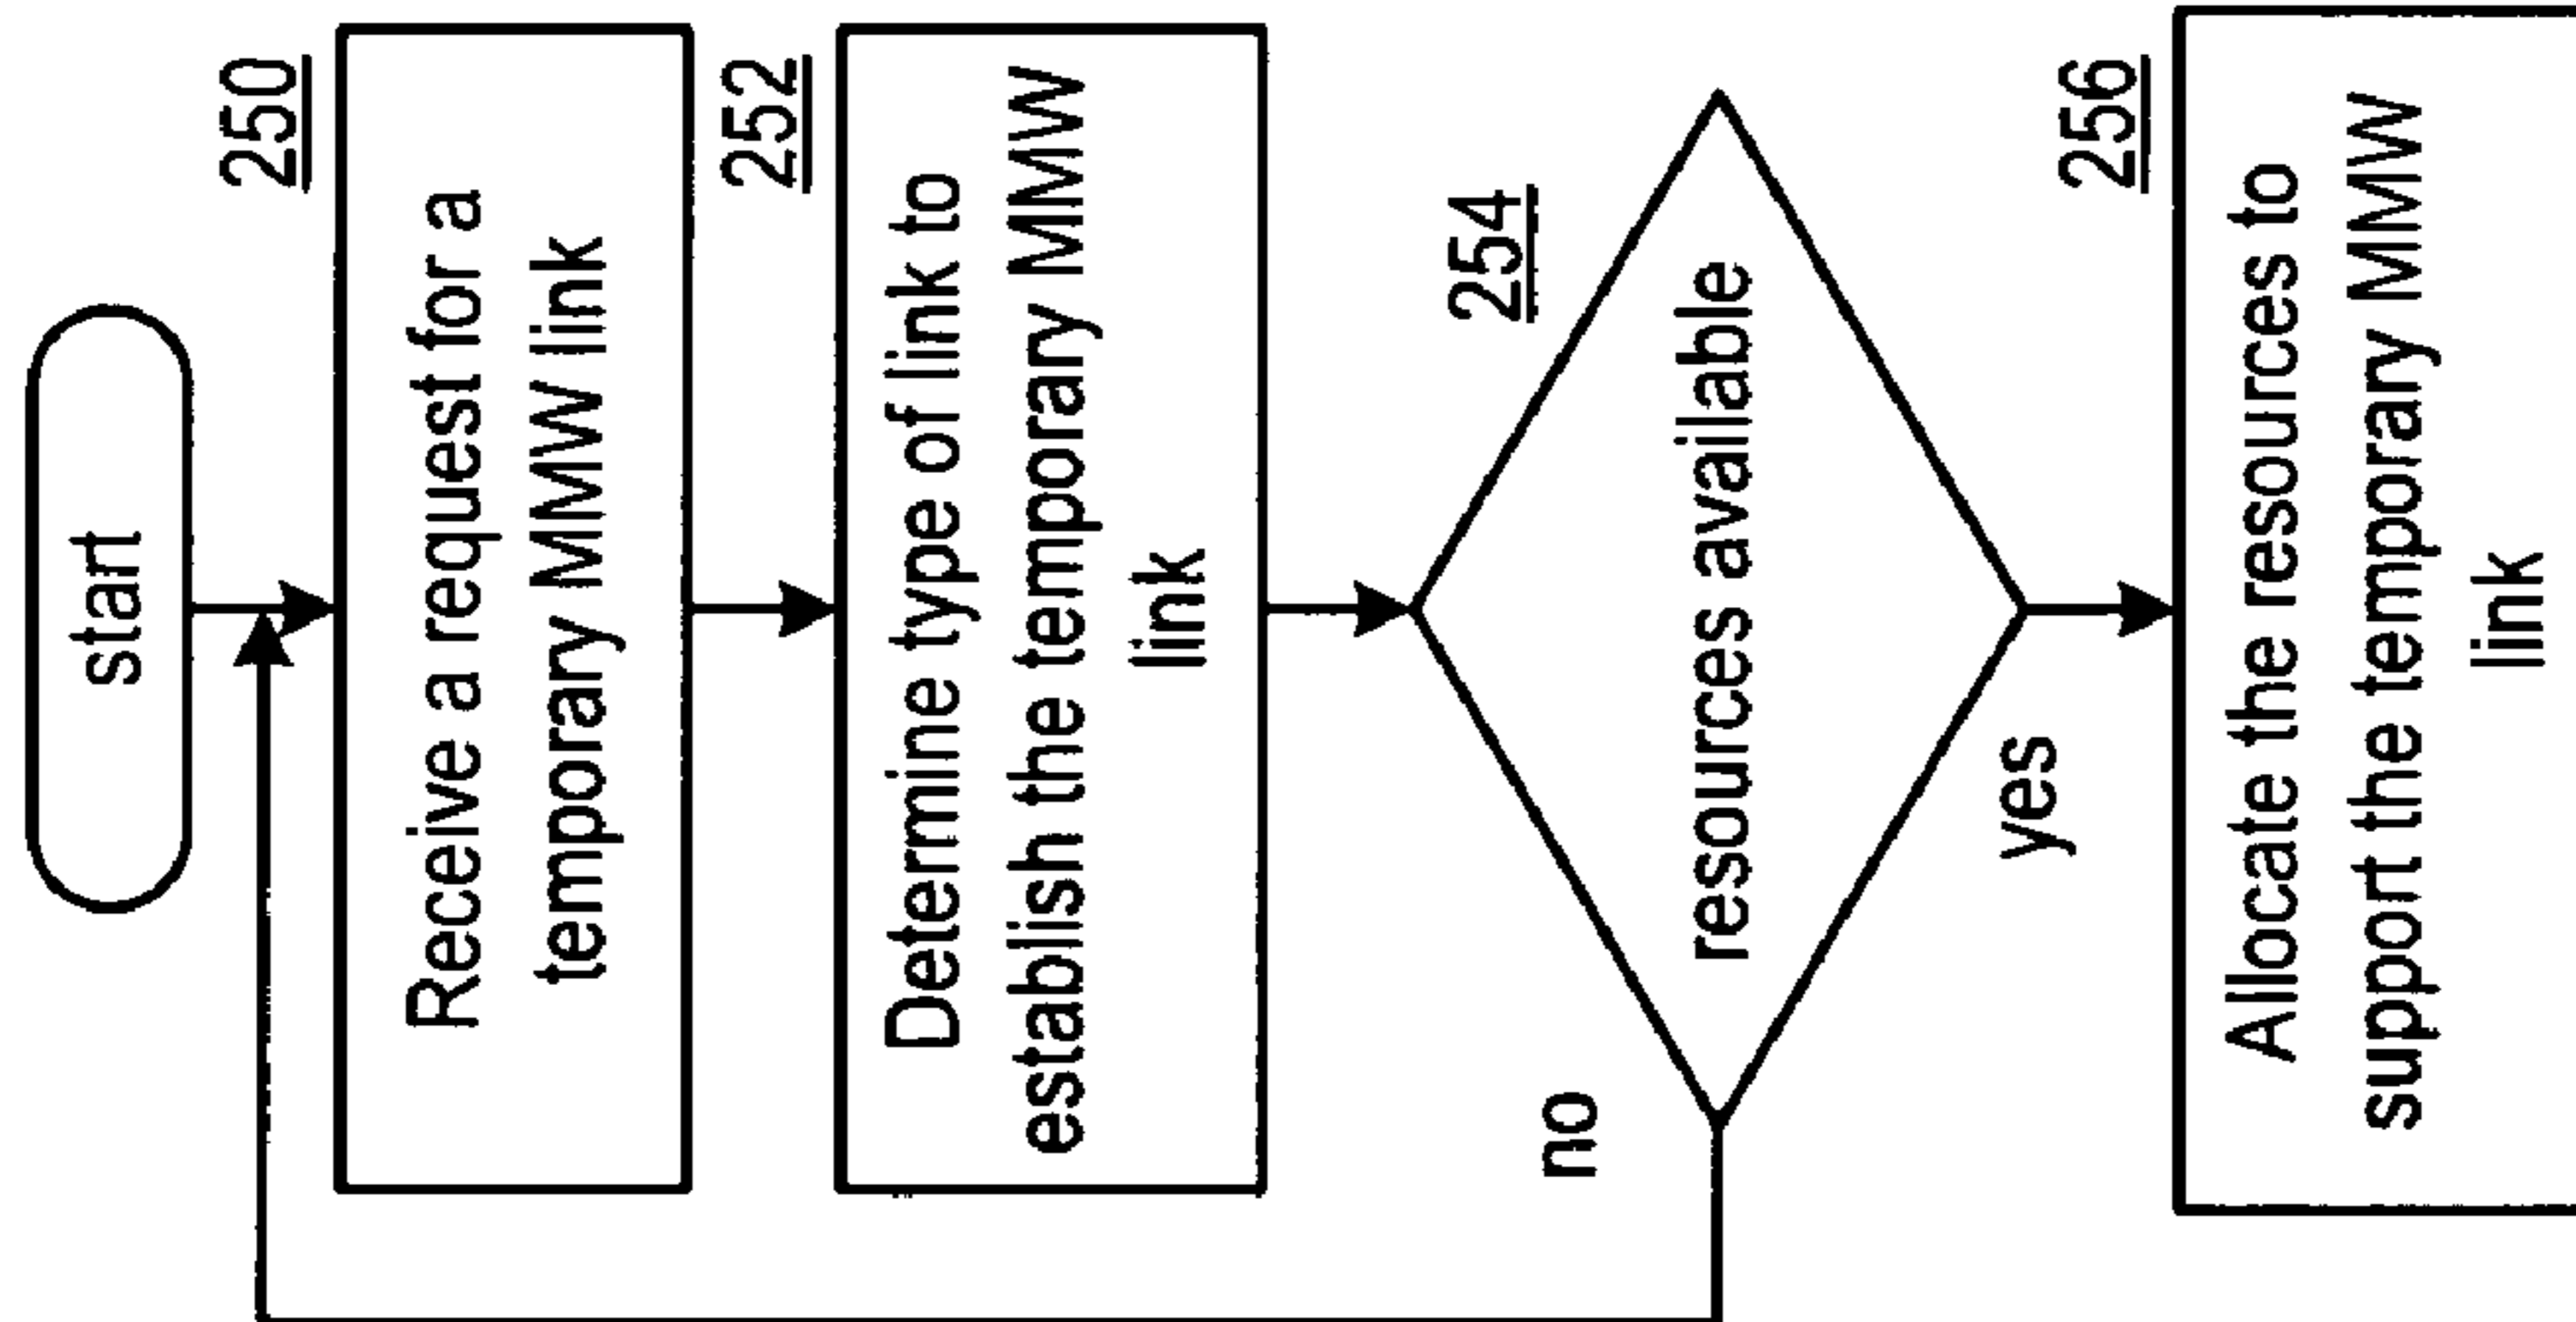 start
250
Receive a request for a
temporary MMW link
252
Determine type of link to
establish the temporary MMW
link
254
resources available
no
yes
256
Allocate the resources to
support the temporary MMW
link